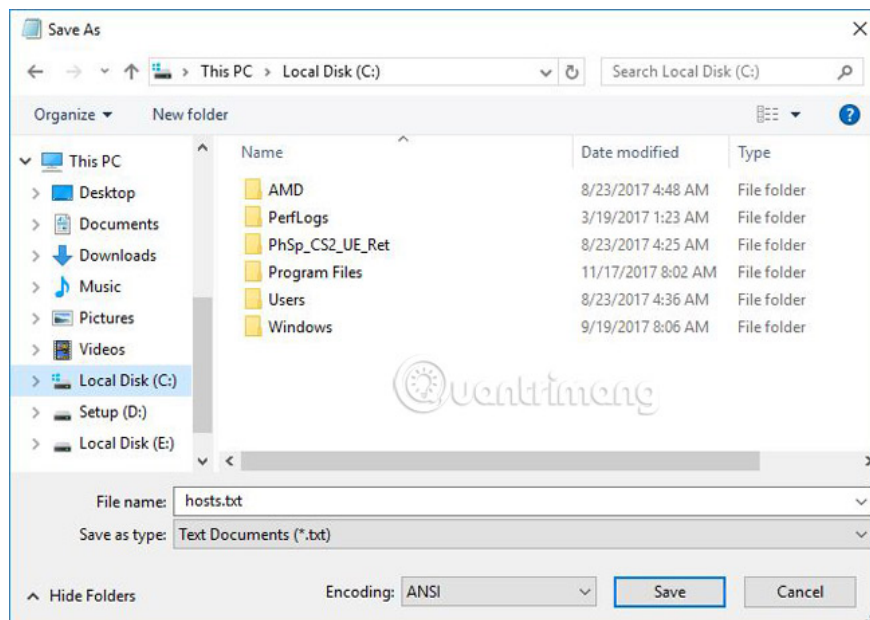 Save As
This PC > Local Disk (C:)
Search Local Disk (C:)
Organize
New folder
This PC
Desktop
Documents
Downloads
Music
Pictures
Videos
Local Disk (C:)
Setup (D:)
Local Disk (E:)
Name Date modified Type
AMD 8/23/2017 4:48 AM File folder
PerfLogs 3/19/2017 1:23 AM File folder
PhSp_CS2_UE_Ret 8/23/2017 4:25 AM File folder
Program Files 11/17/2017 8:02 AM File folder
Users 8/23/2017 4:36 AM File folder
Windows 9/19/2017 8:06 AM File folder
Quantrimang
File name: hosts.txt
Save as type: Text Documents (*.txt)
Hide Folders
Encoding: ANSI
Save
Cancel